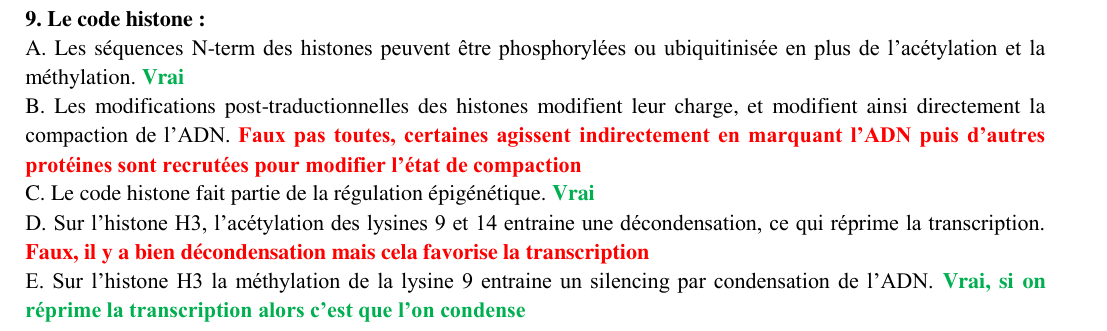 9. Le code histone :
A. Les séquences N-term des histones peuvent être phosphorylées ou ubiquitinisée en plus de l'acétylation et la
méthylation. Vrai
B. Les modifications post-traductionnelles des histones modifient leur charge, et modifient ainsi directement la
compaction de l'ADN. Faux pas toutes, certaines agissent indirectement en marquant l'ADN puis d'autres
protéines sont recrutées pour modifier l'état de compaction
C. Le code histone fait partie de la régulation épigénétique. Vrai
D. Sur l'histone H3, l'acétylation des lysines 9 et 14 entraine une décondensation, ce qui réprime la transcription.
Faux, il y a bien décondensation mais cela favorise la transcription
E. Sur l'histone H3 la méthylation de la lysine 9 entraine un silencing par condensation de l'ADN. Vrai, si on
réprime la transcription alors c'est que l'on condense